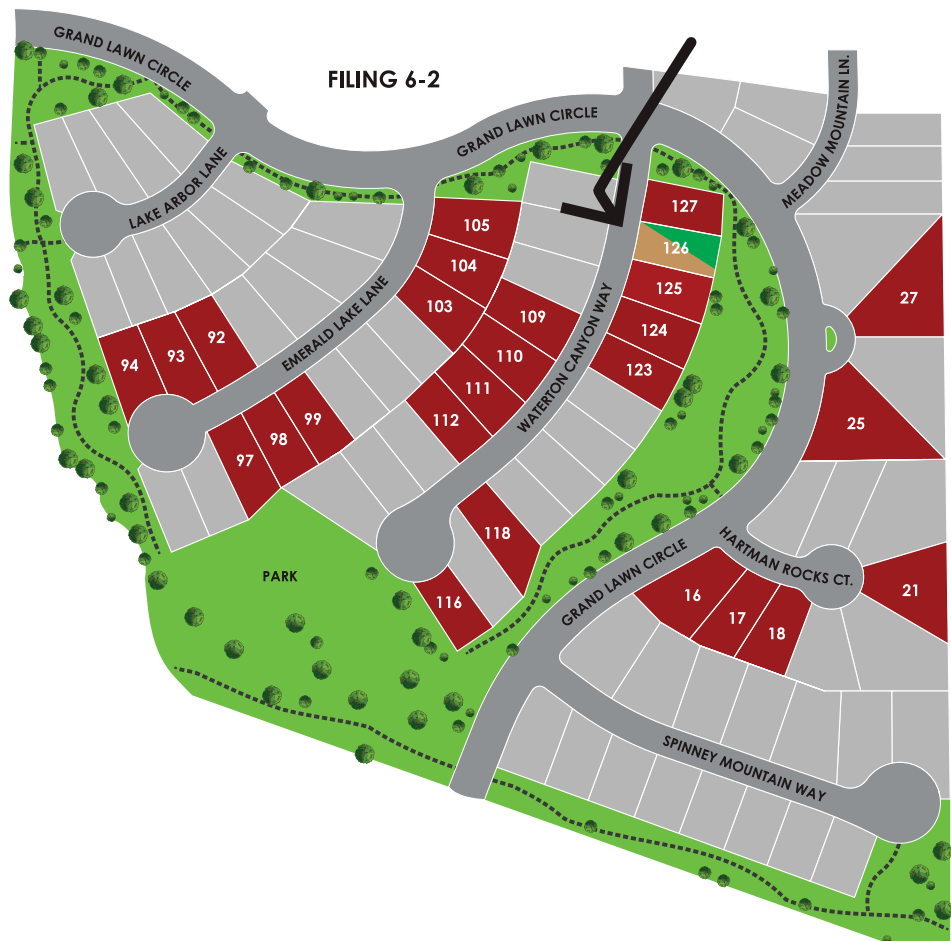 GRAND LAWN CIRCLE
FILING 6-2
GRAND LAWN CIRCLE
MEADOW MOUNTAIN LN.
LAKE ARBOR LANE
127
105
126
104
125
27
103
109
124
92
93
94
110
123
EMERALD LAKE LANE
WATERTON CANYON WAY
111
99
112
25
98
97
118
HARTMAN ROCKS CT.
GRAND LAWN CIRCLE
PARK
21
16
116
17
18
SPINNEY MOUNTAIN WAY